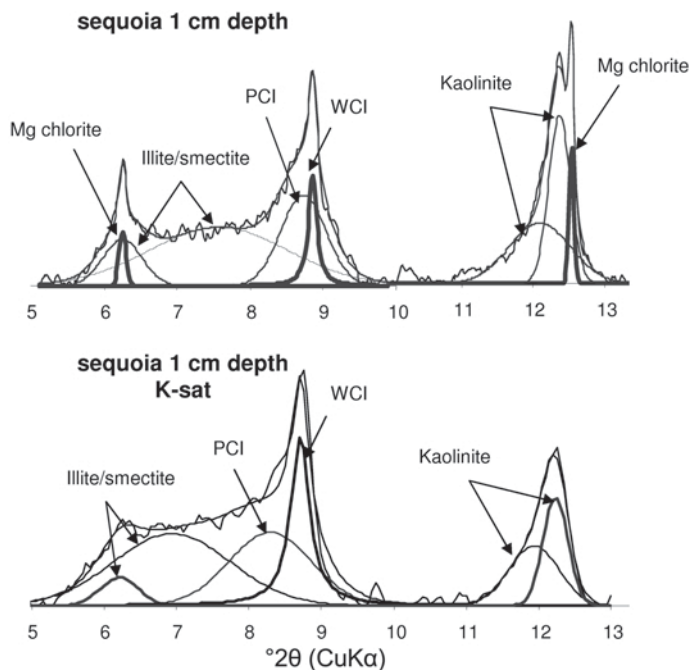 sequoia 1 cm depth
PCI
WCI
Kaolinite
Mg chlorite
Mg chlorite
Illite/smectite
5 6 7 8 9 10 11 12 13
sequoia 1 cm depth
K-sat
WCI
PCI
Illite/smectite
Kaolinite
5 6 7 8 9 10 11 12 13
°2θ (CuKα)